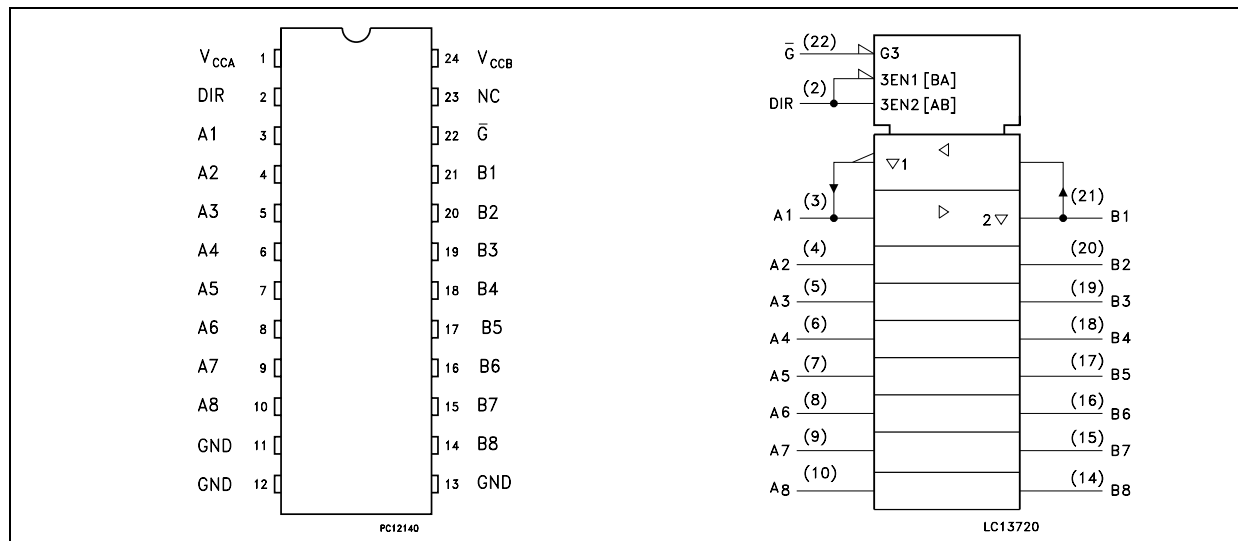 V_CCA 1 24 V_CCB
DIR 2 23 NC
A1 3 22 G̅
A2 4 21 B1
A3 5 20 B2
A4 6 19 B3
A5 7 18 B4
A6 8 17 B5
A7 9 16 B6
A8 10 15 B7
GND 11 14 B8
GND 12 13 GND
PC12140
G̅ (22) G3
3EN1 [BA]
DIR (2) 3EN2 [AB]
▽1 ◁
A1 (3) ▷ 2▽ (21) B1
A2 (4) (20) B2
A3 (5) (19) B3
A4 (6) (18) B4
A5 (7) (17) B5
A6 (8) (16) B6
A7 (9) (15) B7
A8 (10) (14) B8
LC13720